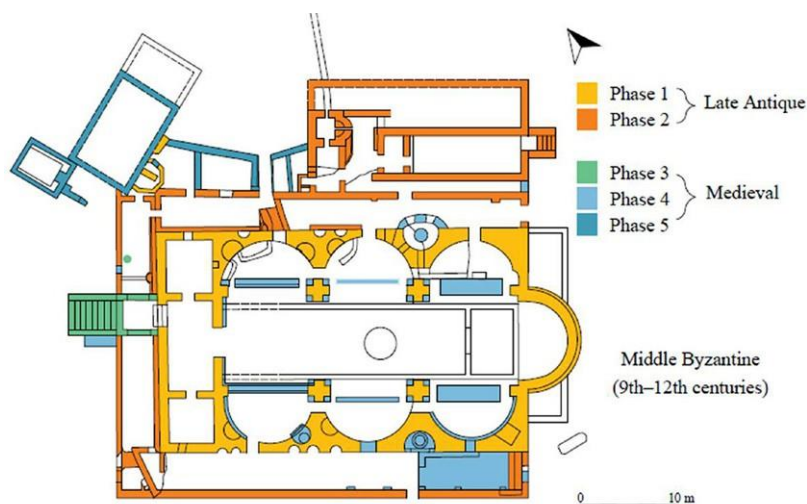 Phase 1
Phase 2
Late Antique
Phase 3
Phase 4
Phase 5
Medieval
Middle Byzantine
(9th–12th centuries)
0 10 m